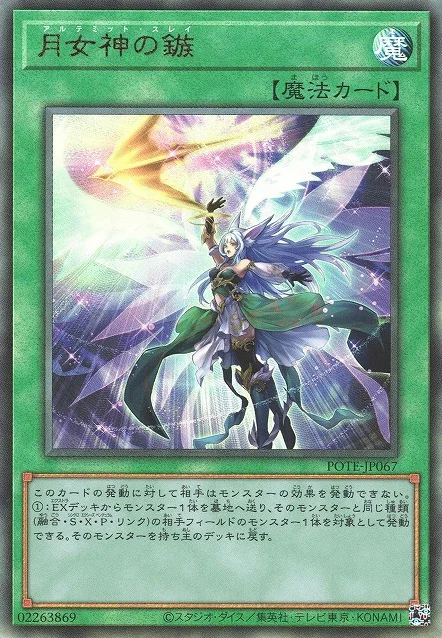 アルテミット・スレイ
月女神の鏃
魔
【魔法カード】
POTE-JP067
このカードの発動に対して相手はモンスターの効果を発動できない。
①:EXデッキからモンスター1体を墓地へ送り、そのモンスターと同じ種類
(融合・S・X・P・リンク)の相手フィールドのモンスター1体を対象として発動
できる。そのモンスターを持ち主のデッキに戻す。
02263869
©スタジオ・ダイス/集英社・テレビ東京・KONAMI